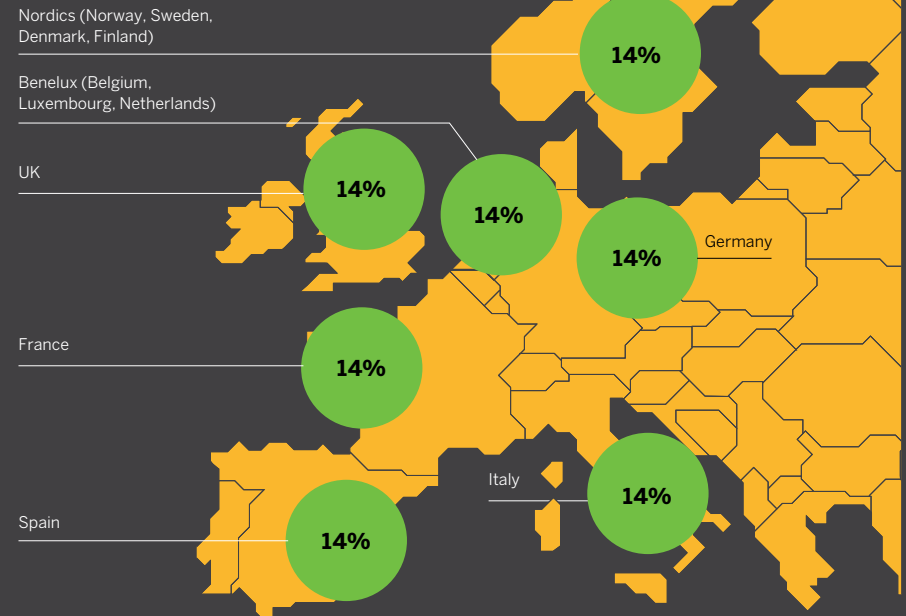 Nordics (Norway, Sweden,
Denmark, Finland)
14%
Benelux (Belgium,
Luxembourg, Netherlands)
14%
UK
14%
Germany
14%
France
14%
Italy
14%
Spain
14%